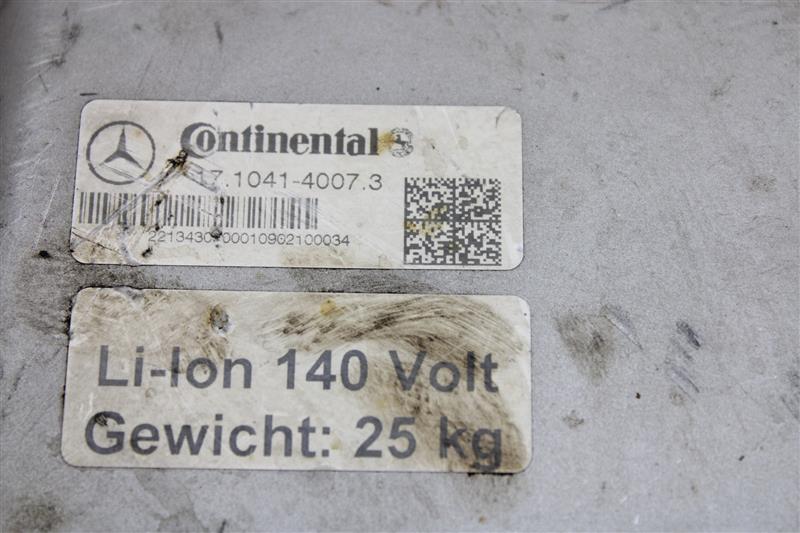 Continental
17.1041-4007.3
Li-Ion 140 Volt
Gewicht: 25 kg